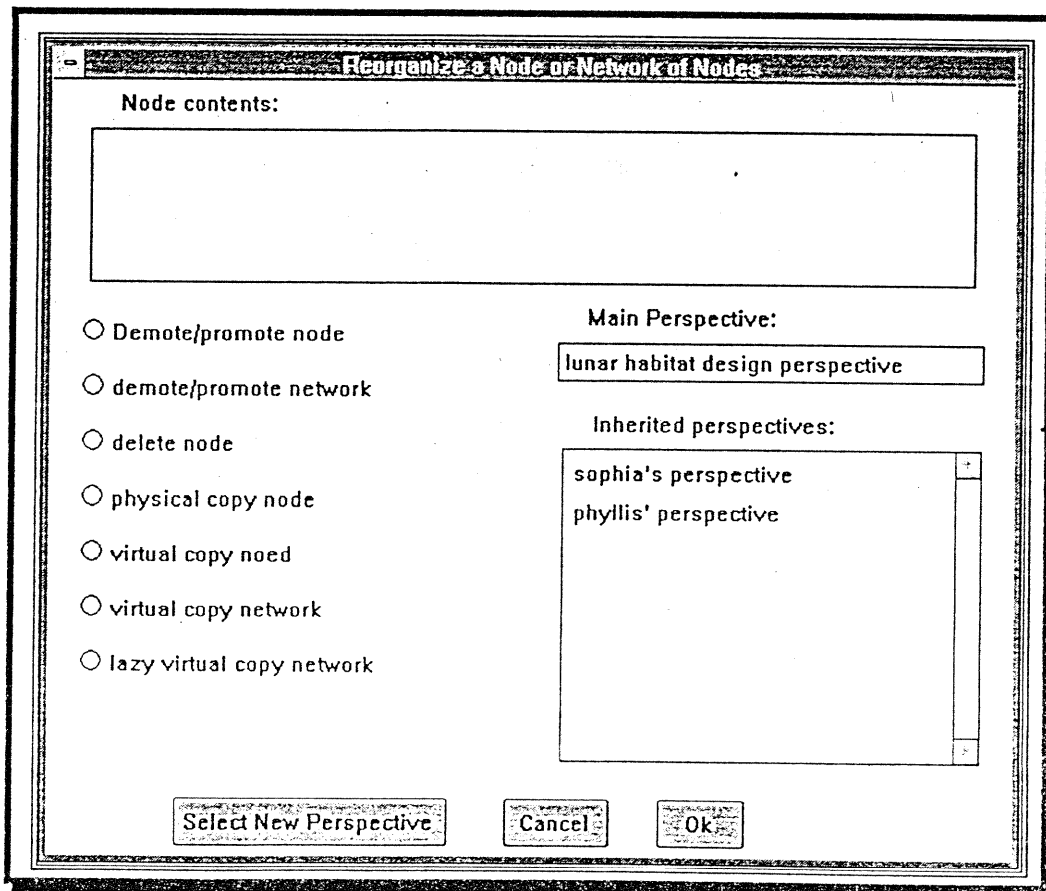 Reorganize a Node or Network of Nodes
Node contents:
Demote/promote node
demote/promote network
delete node
physical copy node
virtual copy noed
virtual copy network
lazy virtual copy network
Main Perspective:
lunar habitat design perspective
Inherited perspectives:
sophia's perspective
phyllis' perspective
Select New Perspective
Cancel
Ok